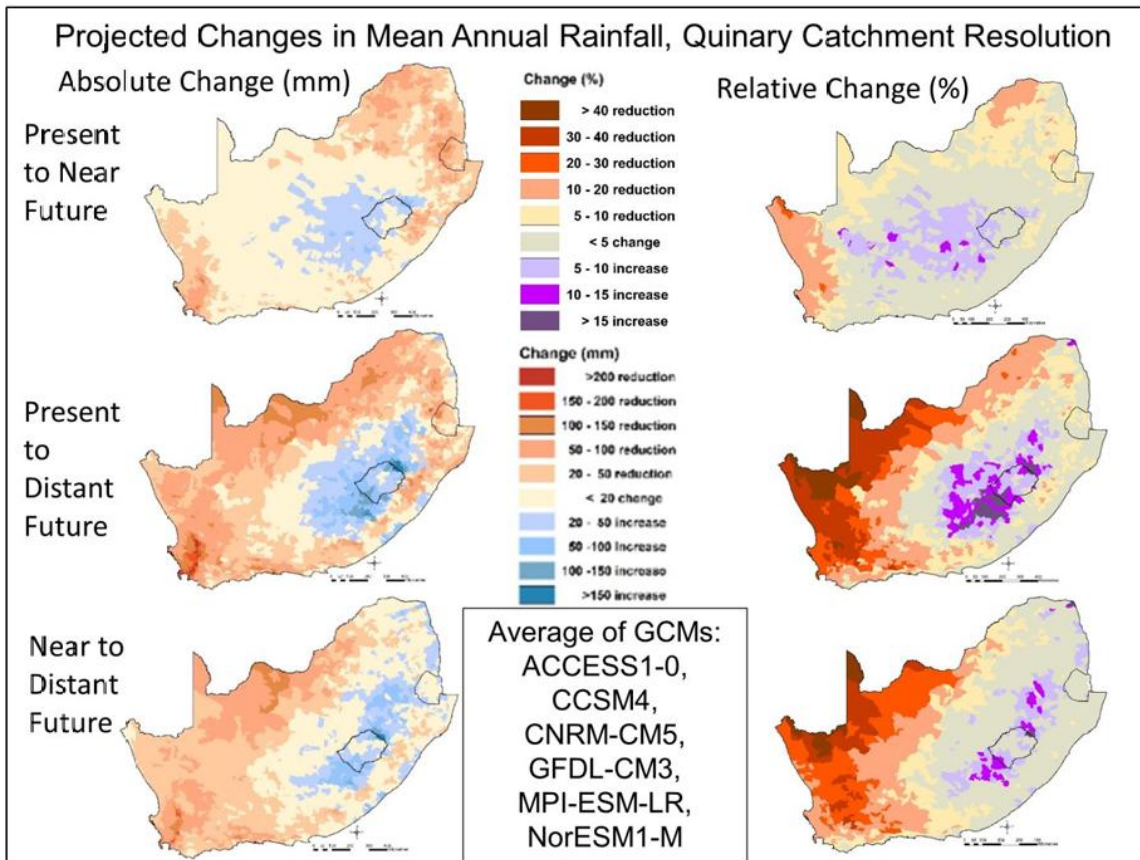 Projected Changes in Mean Annual Rainfall, Quinary Catchment Resolution
Absolute Change (mm)
Relative Change (%)
Present
to Near
Future
Present
to
Distant
Future
Near to
Distant
Future
Change (%)
> 40 reduction
30 - 40 reduction
20 - 30 reduction
10 - 20 reduction
5 - 10 reduction
< 5 change
5 - 10 increase
10 - 15 increase
> 15 increase
Change (mm)
>200 reduction
150 - 200 reduction
100 - 150 reduction
50 - 100 reduction
20 - 50 reduction
< 20 change
20 - 50 increase
50 -100 Increase
100 -150 increase
>150 increase
Average of GCMs:
ACCESS1-0,
CCSM4,
CNRM-CM5,
GFDL-CM3,
MPI-ESM-LR,
NorESM1-M